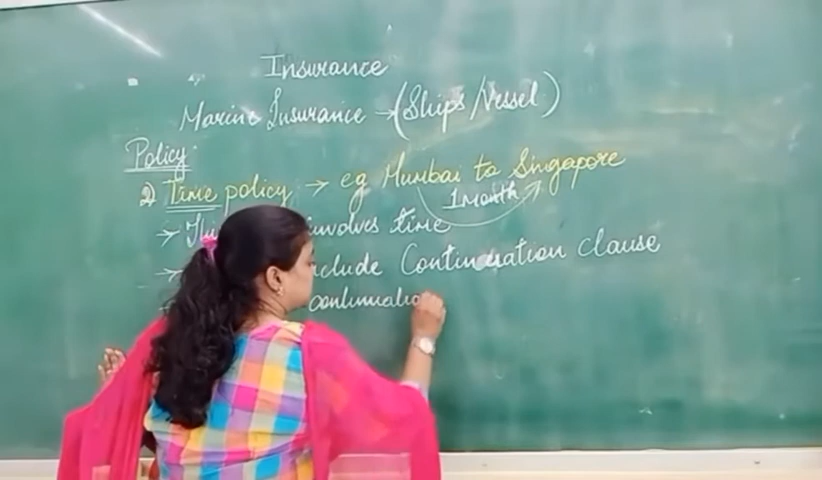 Insurance
Marine Insurance → (Ships/Vessel)
Policy
2) Time policy → eg Mumbai to Singapore
1 month
→ involves time
→ Continuation Clause